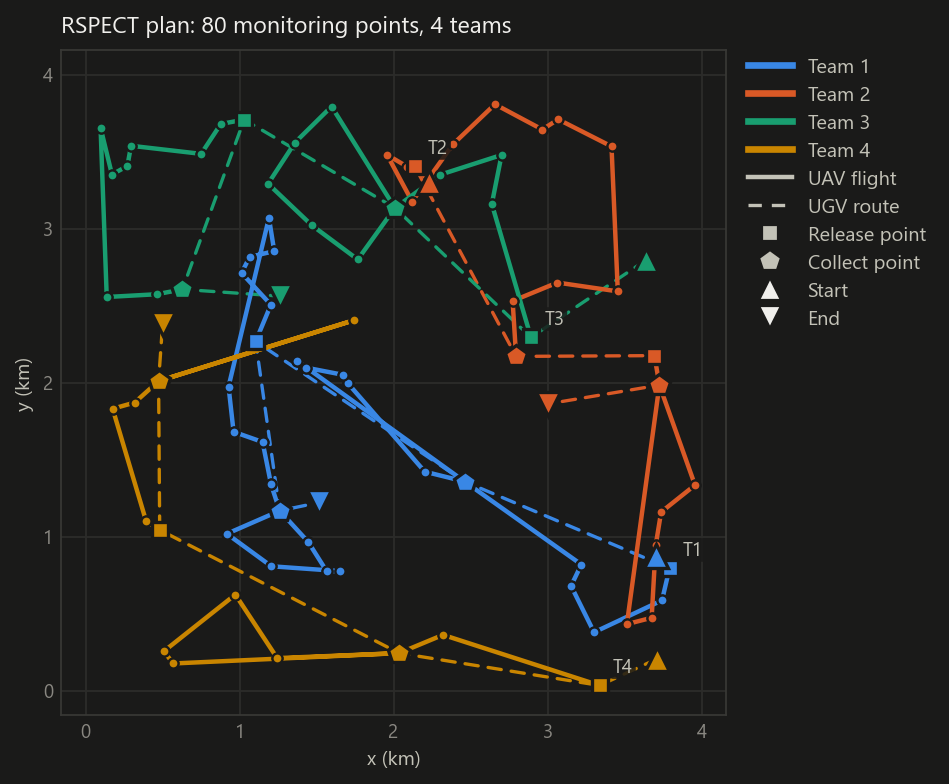 RSPECT plan: 80 monitoring points, 4 teams
4
3
2
1
0
y (km)
0
1
2
3
4
x (km)
T2
T3
T1
T4
Team 1
Team 2
Team 3
Team 4
UAV flight
UGV route
Release point
Collect point
Start
End